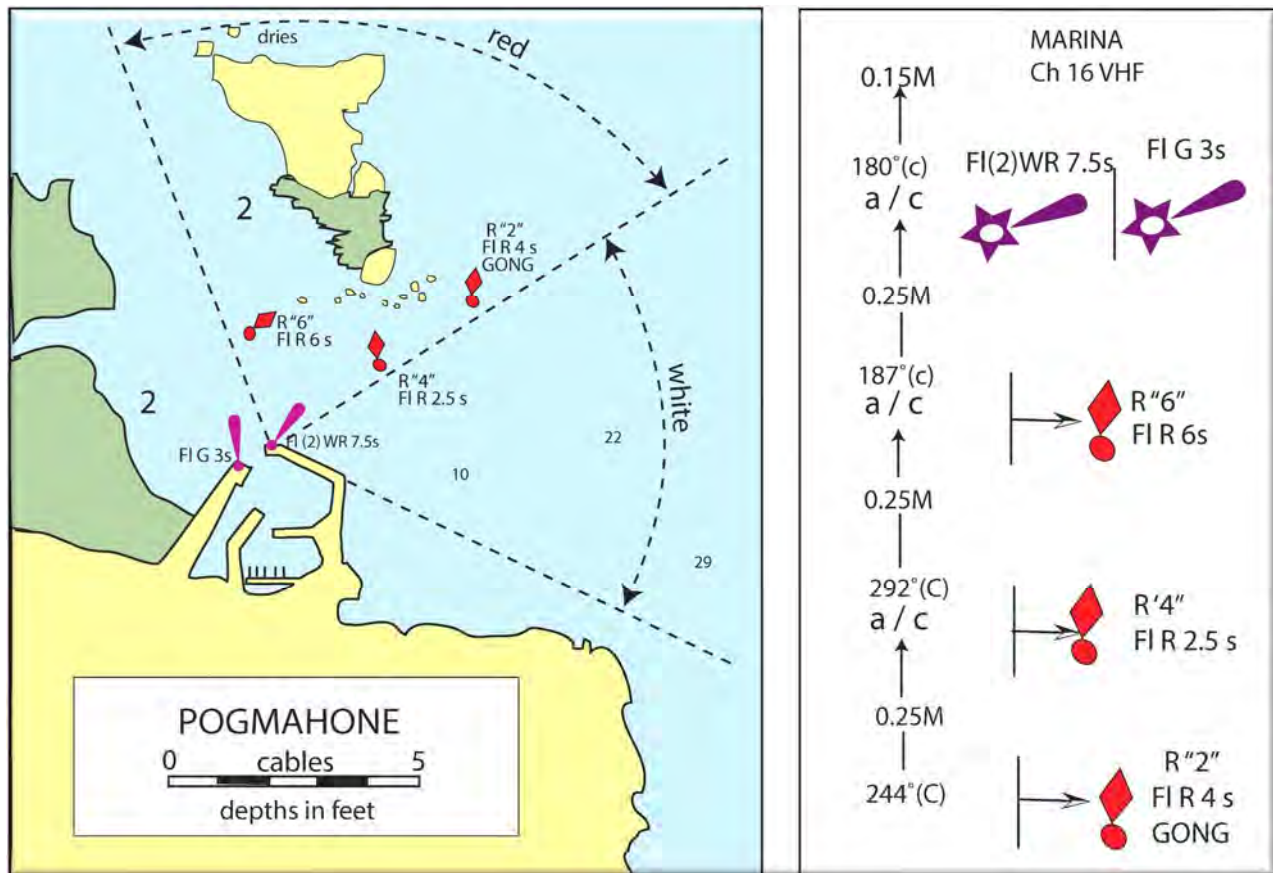 dries
red
2
R "2"
Fl R 4 s
GONG
R "6"
Fl R 6 s
R "4"
Fl R 2.5 s
white
2
Fl G 3s
Fl (2) WR 7.5s
22
10
29
POGMAHONE
0 cables 5
depths in feet
MARINA
Ch 16 VHF
0.15M
180°(c)
a / c
Fl(2)WR 7.5s
Fl G 3s
0.25M
187°(c)
a / c
R "6"
Fl R 6s
0.25M
292°(C)
a / c
R '4"
Fl R 2.5 s
0.25M
244°(C)
R "2"
Fl R 4 s
GONG